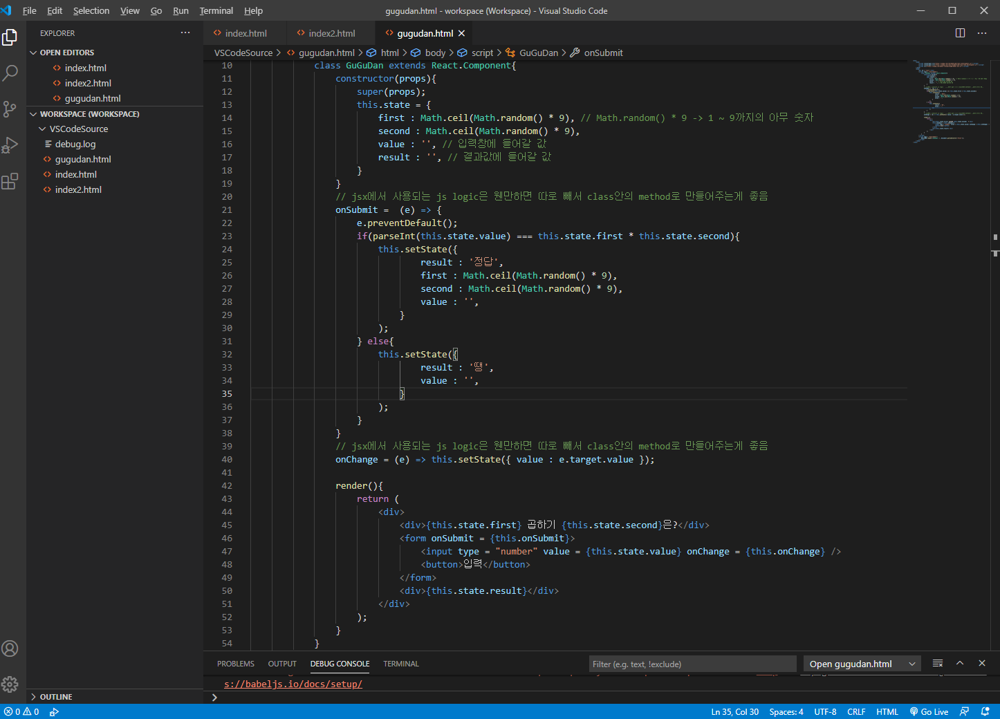 File Edit Selection View Go Run Terminal Help gugudan.html - workspace (Workspace) - Visual Studio Code
EXPLORER
OPEN EDITORS
index.html
index2.html
gugudan.html
WORKSPACE (WORKSPACE)
VSCodeSource
debug.log
gugudan.html
index.html
index2.html
OUTLINE
index.html index2.html gugudan.html
VSCodeSource > gugudan.html > html > body > script > GuGuDan > onSubmit
10 class GuGuDan extends React.Component{
11 constructor(props){
12 super(props);
13 this.state = {
14 first : Math.ceil(Math.random() * 9), // Math.random() * 9 -> 1 ~ 9까지의 아무 숫자
15 second : Math.ceil(Math.random() * 9),
16 value : '', // 입력창에 들어갈 값
17 result : '', // 결과값에 들어갈 값
18 }
19 }
20 // jsx에서 사용되는 js logic은 웬만하면 따로 빼서 class안의 method로 만들어주는게 좋음
21 onSubmit =  (e) => {
22 e.preventDefault();
23 if(parseInt(this.state.value) === this.state.first * this.state.second){
24 this.setState({
25 result : '정답',
26 first : Math.ceil(Math.random() * 9),
27 second : Math.ceil(Math.random() * 9),
28 value : '',
29 }
30 );
31 } else{
32 this.setState({
33 result : '땡',
34 value : '',
35 }
36 );
37 }
38 }
39 // jsx에서 사용되는 js logic은 웬만하면 따로 빼서 class안의 method로 만들어주는게 좋음
40 onChange = (e) => this.setState({ value : e.target.value });
41
42 render(){
43 return (
44 <div>
45 <div>{this.state.first} 곱하기 {this.state.second}은?</div>
46 <form onSubmit = {this.onSubmit}>
47 <input type = "number" value = {this.state.value} onChange = {this.onChange} />
48 <button>입력</button>
49 </form>
50 <div>{this.state.result}</div>
51 </div>
52 );
53 }
54 }
PROBLEMS OUTPUT DEBUG CONSOLE TERMINAL Filter (e.g. text, !exclude) Open gugudan.html
s://babeljs.io/docs/setup/
>
0 0 Ln 35, Col 30 Spaces: 4 UTF-8 CRLF HTML Go Live